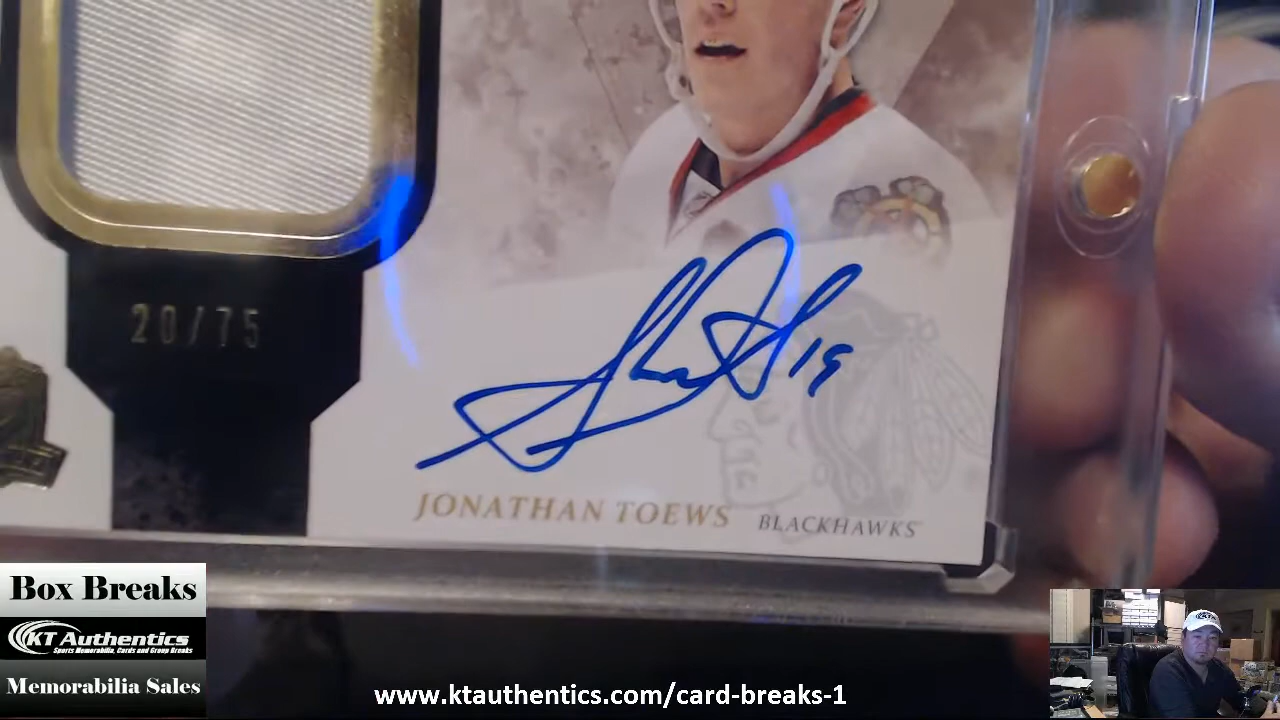 20/75
19
JONATHAN TOEWS
BLACKHAWKS
Box Breaks
KT Authentics
Sports Memorabilia, Cards and Group Breaks
Memorabilia Sales
www.ktauthentics.com/card-breaks-1